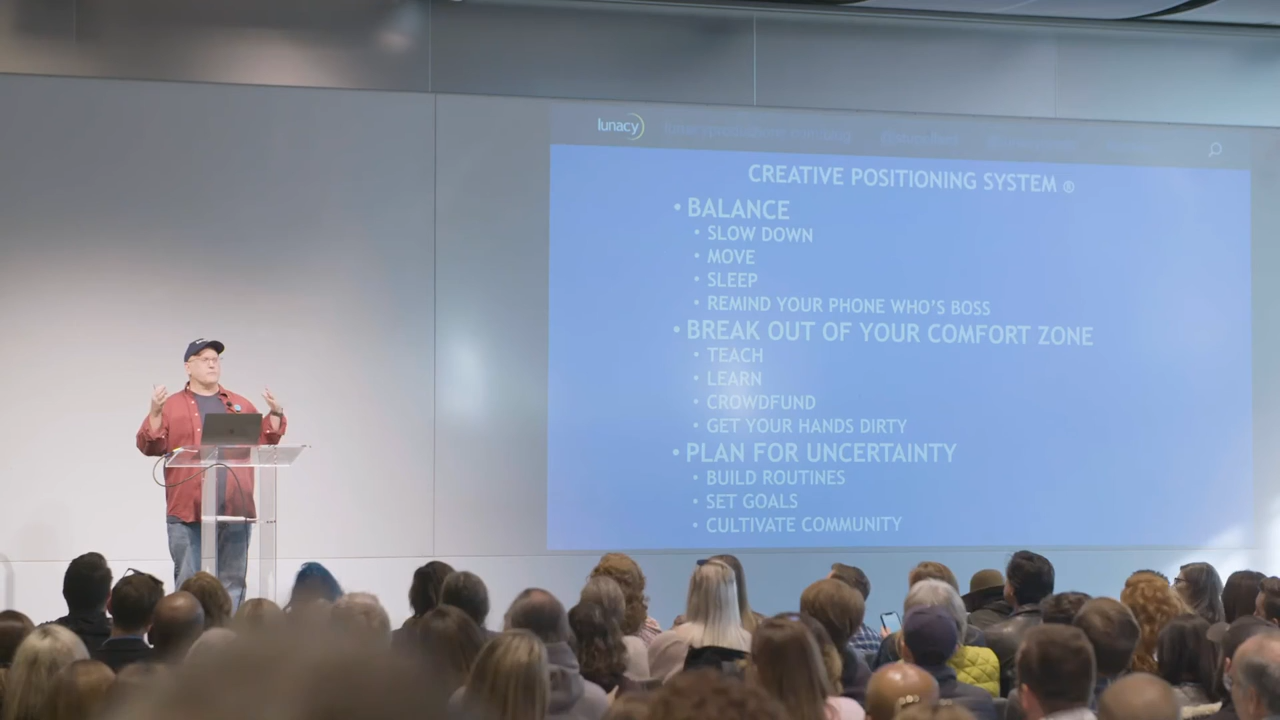 lunacy
CREATIVE POSITIONING SYSTEM ®
• BALANCE
• SLOW DOWN
• MOVE
• SLEEP
• REMIND YOUR PHONE WHO'S BOSS
• BREAK OUT OF YOUR COMFORT ZONE
• TEACH
• LEARN
• CROWDFUND
• GET YOUR HANDS DIRTY
• PLAN FOR UNCERTAINTY
• BUILD ROUTINES
• SET GOALS
• CULTIVATE COMMUNITY